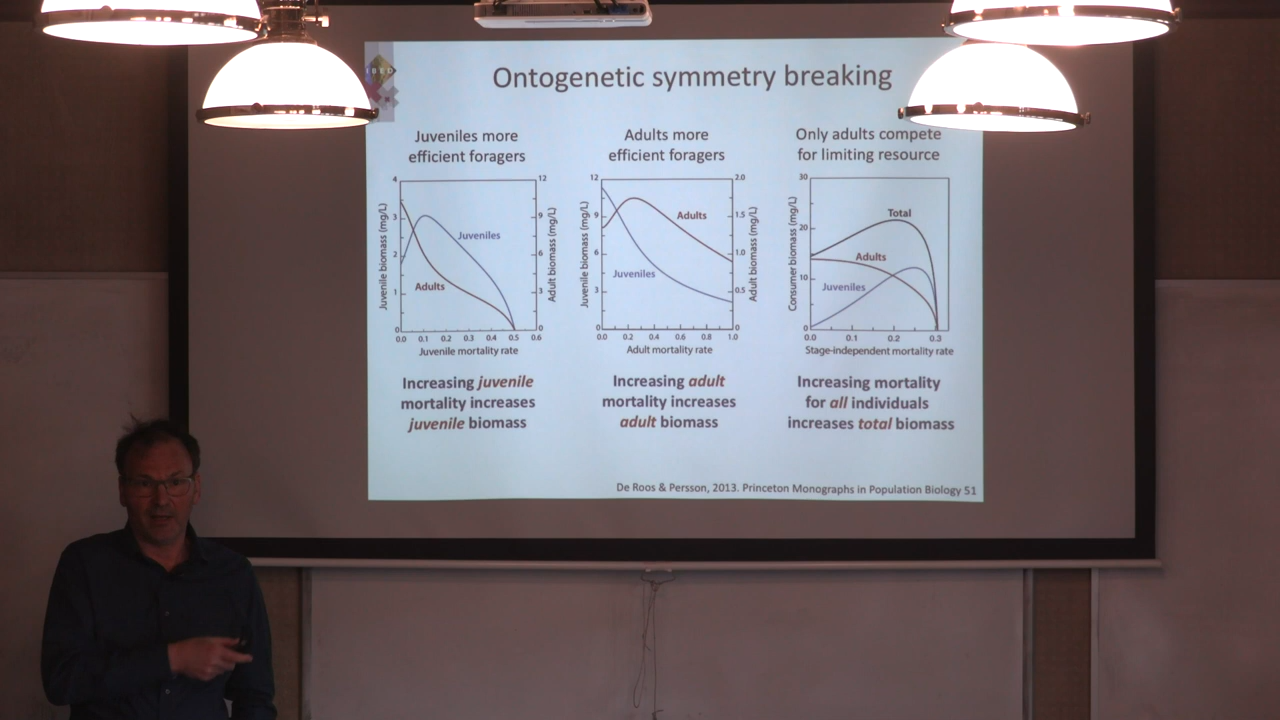 IBED
Ontogenetic symmetry breaking
Juveniles more
efficient foragers
Adults more
efficient foragers
Only adults compete
for limiting resource
4
3
2
1
0
12
9
6
3
0
Juvenile biomass (mg/L)
Adult biomass (mg/L)
Juveniles
Adults
0.0 0.1 0.2 0.3 0.4 0.5 0.6
Juvenile mortality rate
12
9
6
3
0
2.0
1.5
1.0
0.5
0
Juvenile biomass (mg/L)
Adult biomass (mg/L)
Adults
Juveniles
0.0 0.2 0.4 0.6 0.8 1.0
Adult mortality rate
30
20
10
0
Consumer biomass (mg/L)
Total
Adults
Juveniles
0.0 0.1 0.2 0.3
Stage-independent mortality rate
Increasing juvenile
mortality increases
juvenile biomass
Increasing adult
mortality increases
adult biomass
Increasing mortality
for all individuals
increases total biomass
De Roos & Persson, 2013. Princeton Monographs in Population Biology 51